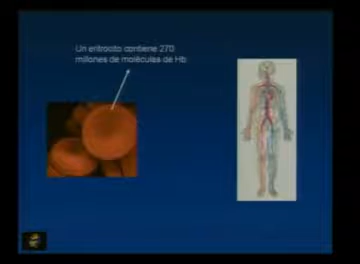 Un eritrocito contiene 270
millones de moléculas de Hb